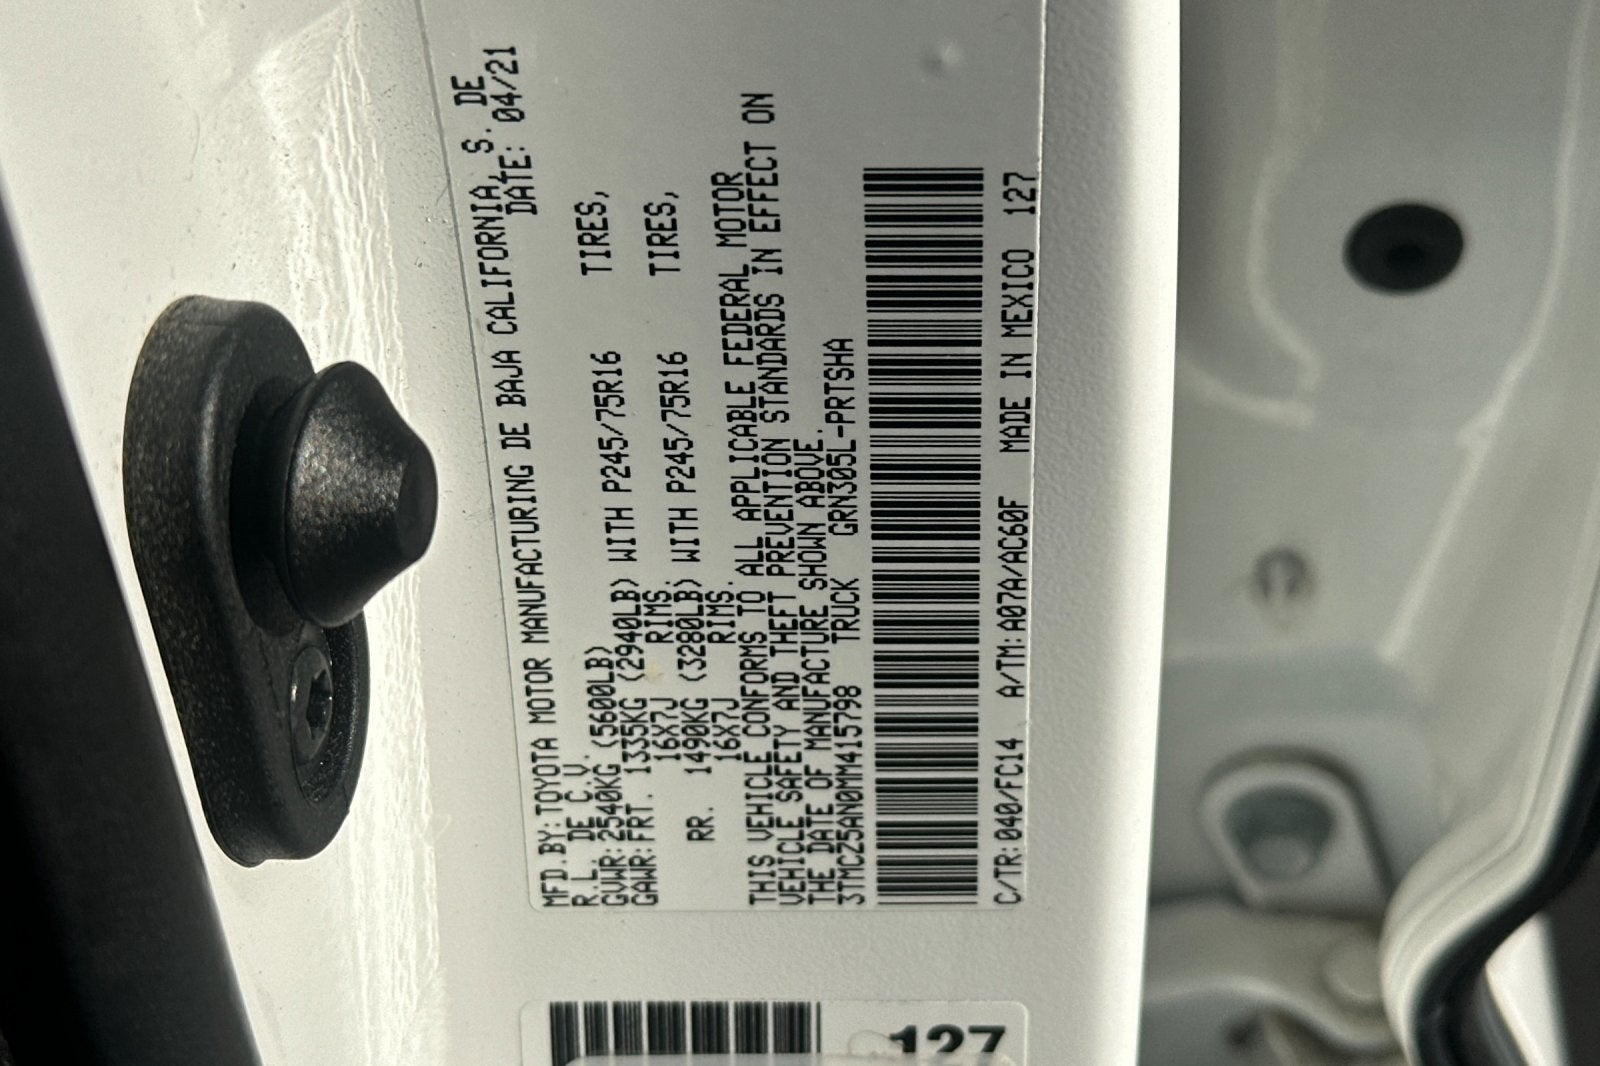 MFD.BY:TOYOTA MOTOR MANUFACTURING DE BAJA CALIFORNIA, S. DE
R.L. DE C.V. DATE: 04/21
GVWR:2540KG (5600LB)
GAWR:FRT. 1335KG (2940LB) WITH P245/75R16 TIRES,
16X7J RIMS.
RR. 1490KG (3280LB) WITH P245/75R16 TIRES,
16X7J RIMS.
THIS VEHICLE CONFORMS TO ALL APPLICABLE FEDERAL MOTOR
VEHICLE SAFETY AND THEFT PREVENTION STANDARDS IN EFFECT ON
THE DATE OF MANUFACTURE SHOWN ABOVE.
3TMCZ5AN0MM415798 TRUCK GRN305L-PRTSHA
C/TR:040/FC14 A/TM:A07A/AC60F MADE IN MEXICO 127
127